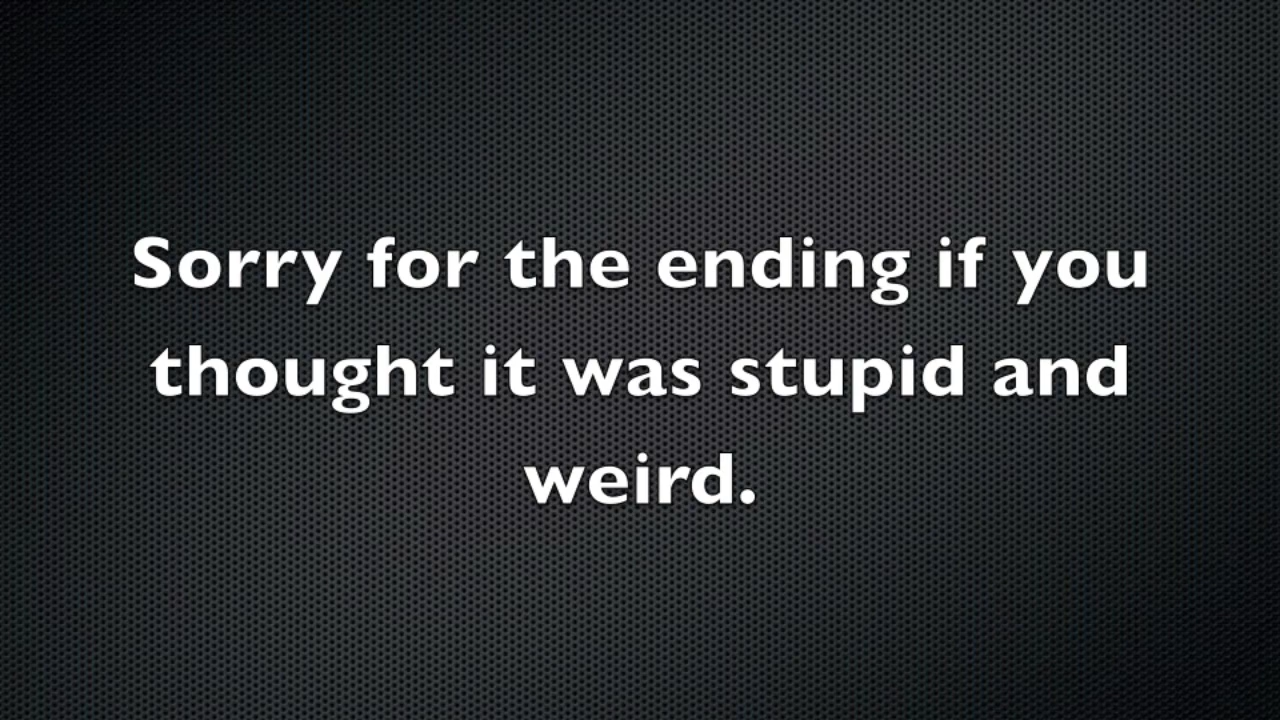 Sorry for the ending if you
thought it was stupid and
weird.